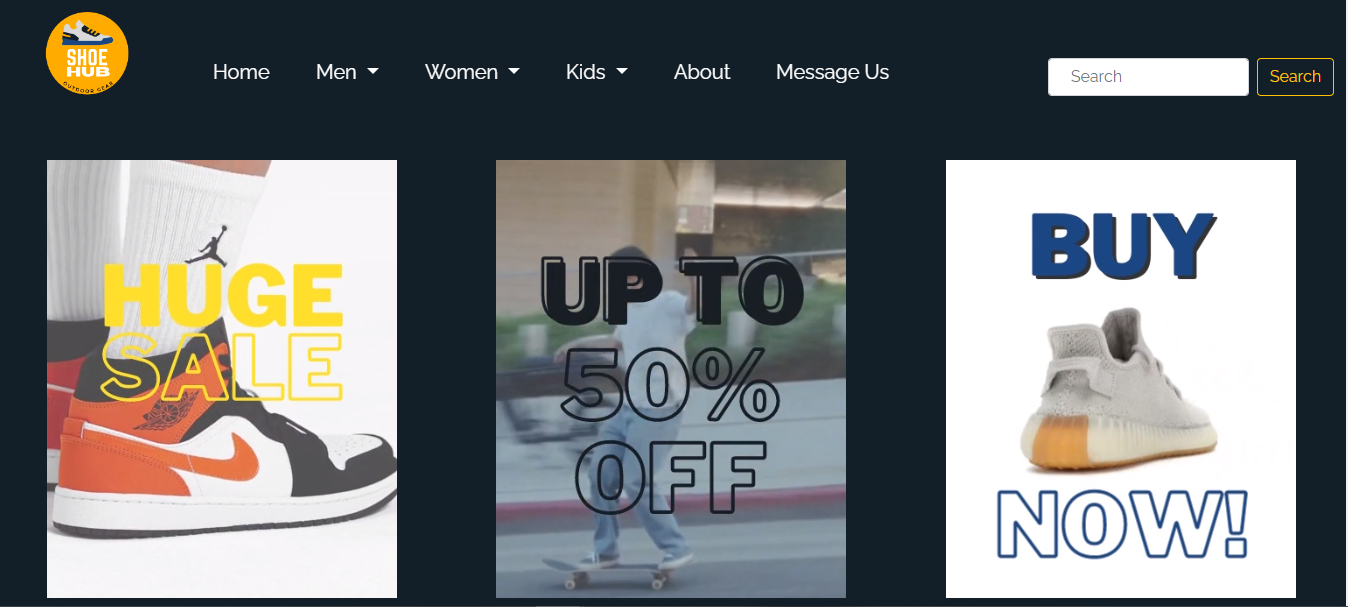 SHOE
HUB
OUTDOOR GEAR
Home
Men
Women
Kids
About
Message Us
Search
Search
HUGE
SALE
UP TO
50%
OFF
BUY
NOW!